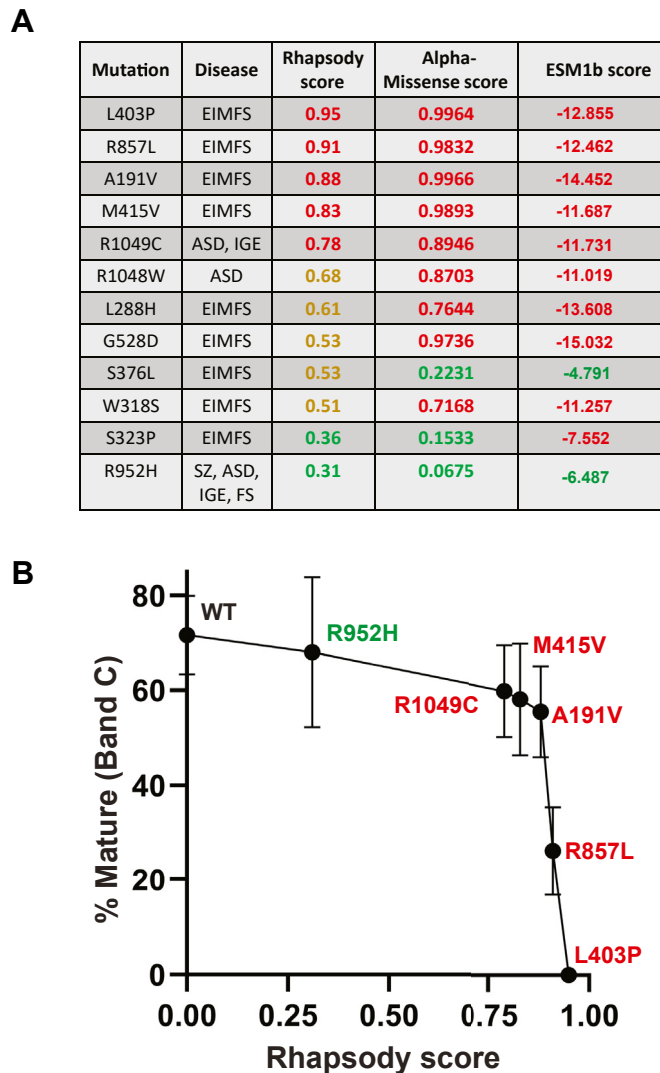 A
Mutation Disease Rhapsody score Alpha-Missense score ESM1b score
L403P EIMFS 0.95 0.9964 -12.855
R857L EIMFS 0.91 0.9832 -12.462
A191V EIMFS 0.88 0.9966 -14.452
M415V EIMFS 0.83 0.9893 -11.687
R1049C ASD, IGE 0.78 0.8946 -11.731
R1048W ASD 0.68 0.8703 -11.019
L288H EIMFS 0.61 0.7644 -13.608
G528D EIMFS 0.53 0.9736 -15.032
S376L EIMFS 0.53 0.2231 -4.791
W318S EIMFS 0.51 0.7168 -11.257
S323P EIMFS 0.36 0.1533 -7.552
R952H SZ, ASD, IGE, FS 0.31 0.0675 -6.487
B
% Mature (Band C)
80
60
40
20
0
WT
R952H
M415V
R1049C
A191V
R857L
L403P
0.00 0.25 0.50 0.75 1.00
Rhapsody score